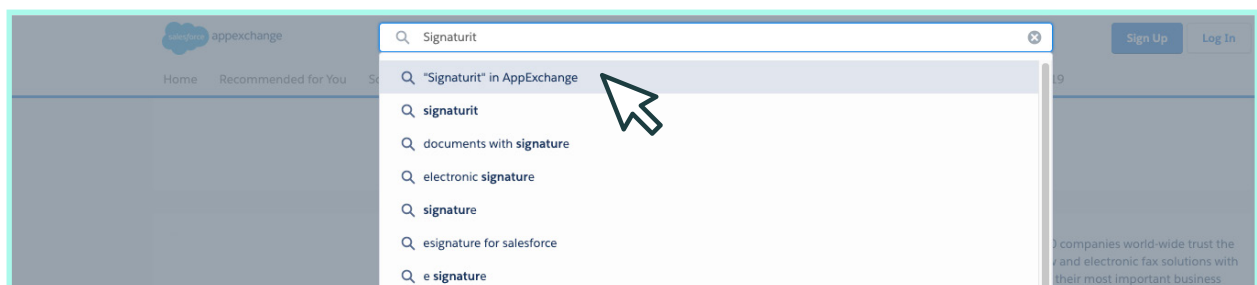 salesforce appexchange
Signaturit
Sign Up
Log In
Home Recommended for You
"Signaturit" in AppExchange
signaturit
documents with signature
electronic signature
signature
esignature for salesforce
companies world-wide trust the
and electronic fax solutions with
e signature
their most important business